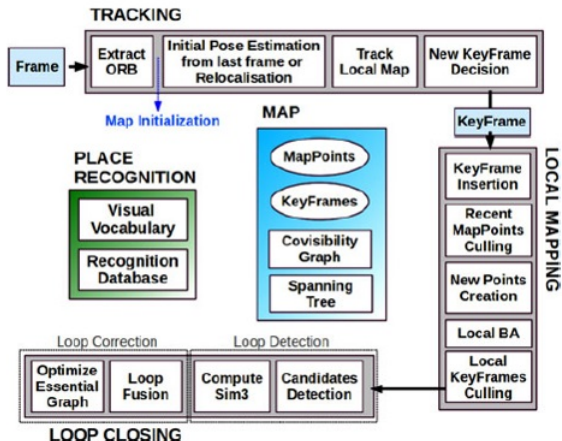 TRACKING
Frame
Extract
ORB
Initial Pose Estimation
from last frame or
Relocalisation
Track
Local Map
New KeyFrame
Decision
Map Initialization
KeyFrame
MAP
MapPoints
KeyFrames
Covisibility
Graph
Spanning
Tree
PLACE
RECOGNITION
Visual
Vocabulary
Recognition
Database
LOCAL MAPPING
KeyFrame
Insertion
Recent
MapPoints
Culling
New Points
Creation
Local BA
Local
KeyFrames
Culling
Loop Correction
Loop Detection
Optimize
Essential
Graph
Loop
Fusion
Compute
Sim3
Candidates
Detection
LOOP CLOSING